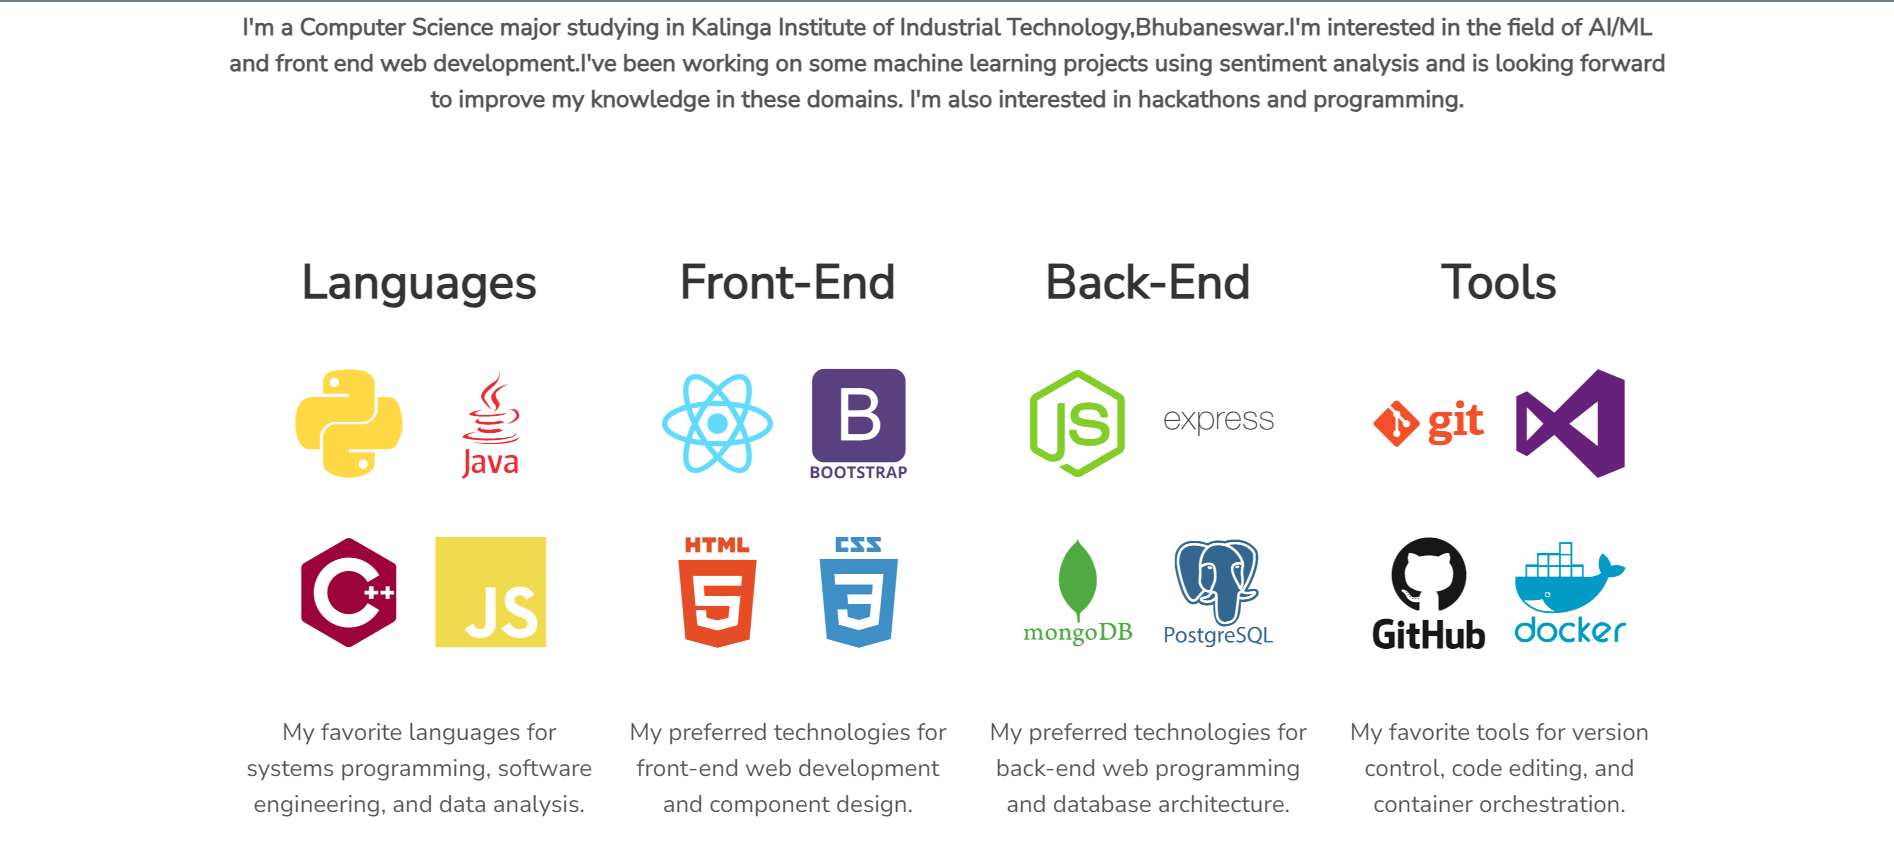 I'm a Computer Science major studying in Kalinga Institute of Industrial Technology,Bhubaneswar.I'm interested in the field of AI/ML
and front end web development.I've been working on some machine learning projects using sentiment analysis and is looking forward
to improve my knowledge in these domains. I'm also interested in hackathons and programming.
Languages
Front-End
Back-End
Tools
Java
B
BOOTSTRAP
JS
express
git
C++
JS
HTML
5
CSS
3
mongoDB
PostgreSQL
GitHub
docker
My favorite languages for
systems programming, software
engineering, and data analysis.
My preferred technologies for
front-end web development
and component design.
My preferred technologies for
back-end web programming
and database architecture.
My favorite tools for version
control, code editing, and
container orchestration.